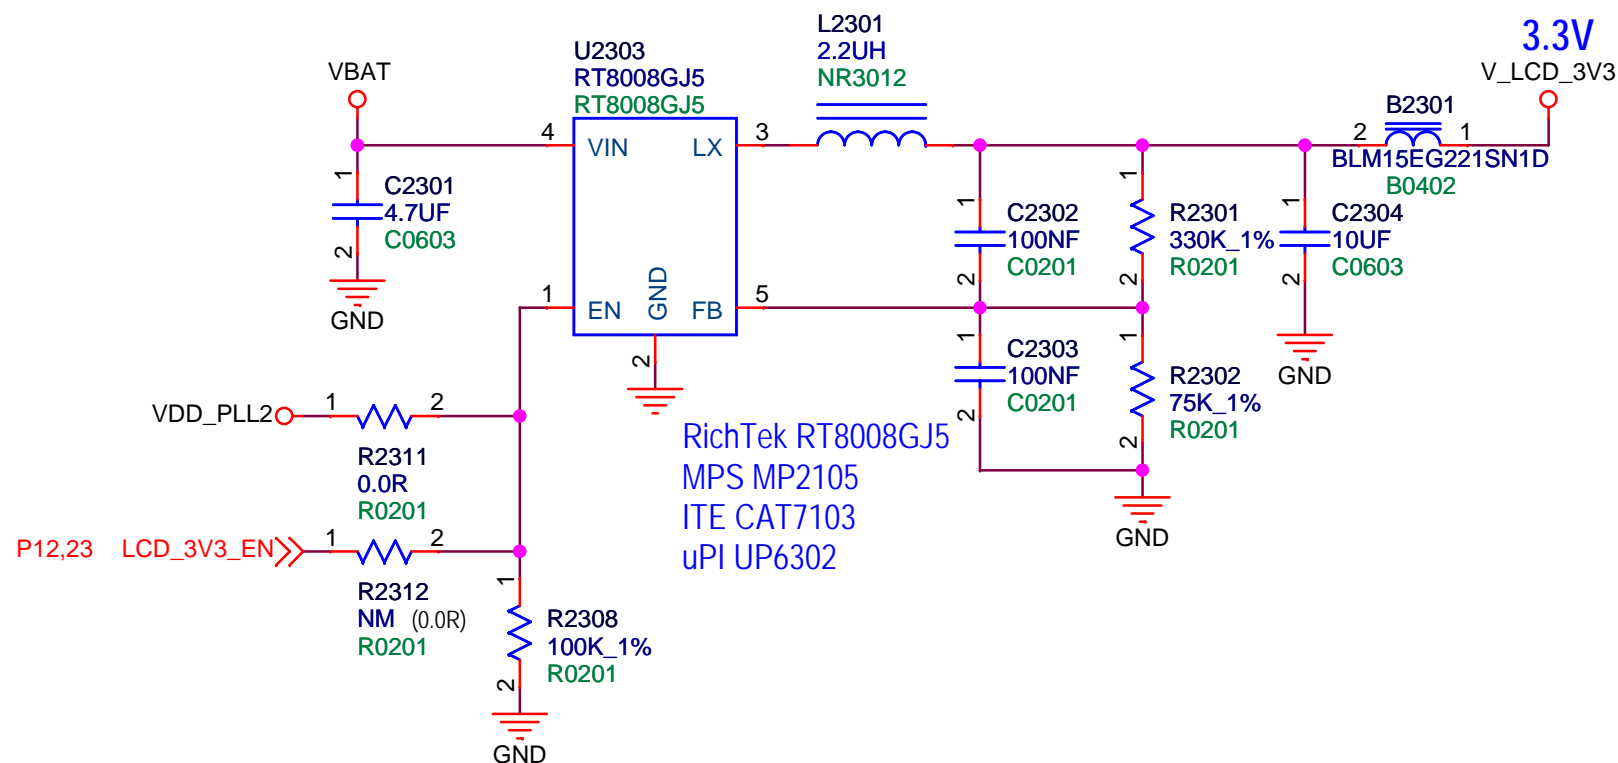 3.3V
V_LCD_3V3
L2301
2.2UH
NR3012
U2303
RT8008GJ5
RT8008GJ5
VBAT
B2301
2
1
BLM15EG221SN1D
B0402
4
VIN
LX
3
1
C2301
4.7UF
C0603
2
GND
1
C2302
100NF
C0201
2
1
R2301
330K_1%
R0201
2
1
C2304
10UF
C0603
2
GND
1
EN
GND
FB
5
2
1
C2303
100NF
C0201
2
1
R2302
75K_1%
R0201
2
GND
VDD_PLL2
1
2
R2311
0.0R
R0201
RichTek RT8008GJ5
MPS MP2105
ITE CAT7103
uPI UP6302
P12,23
LCD_3V3_EN
1
2
R2312
NM (0.0R)
R0201
1
R2308
100K_1%
R0201
2
GND